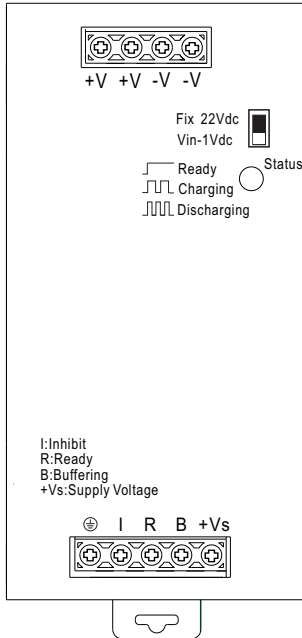 +V +V -V -V
Fix 22Vdc
Vin-1Vdc
Status
Ready
Charging
Discharging
I:Inhibit
R:Ready
B:Buffering
+Vs:Supply Voltage
I R B +Vs